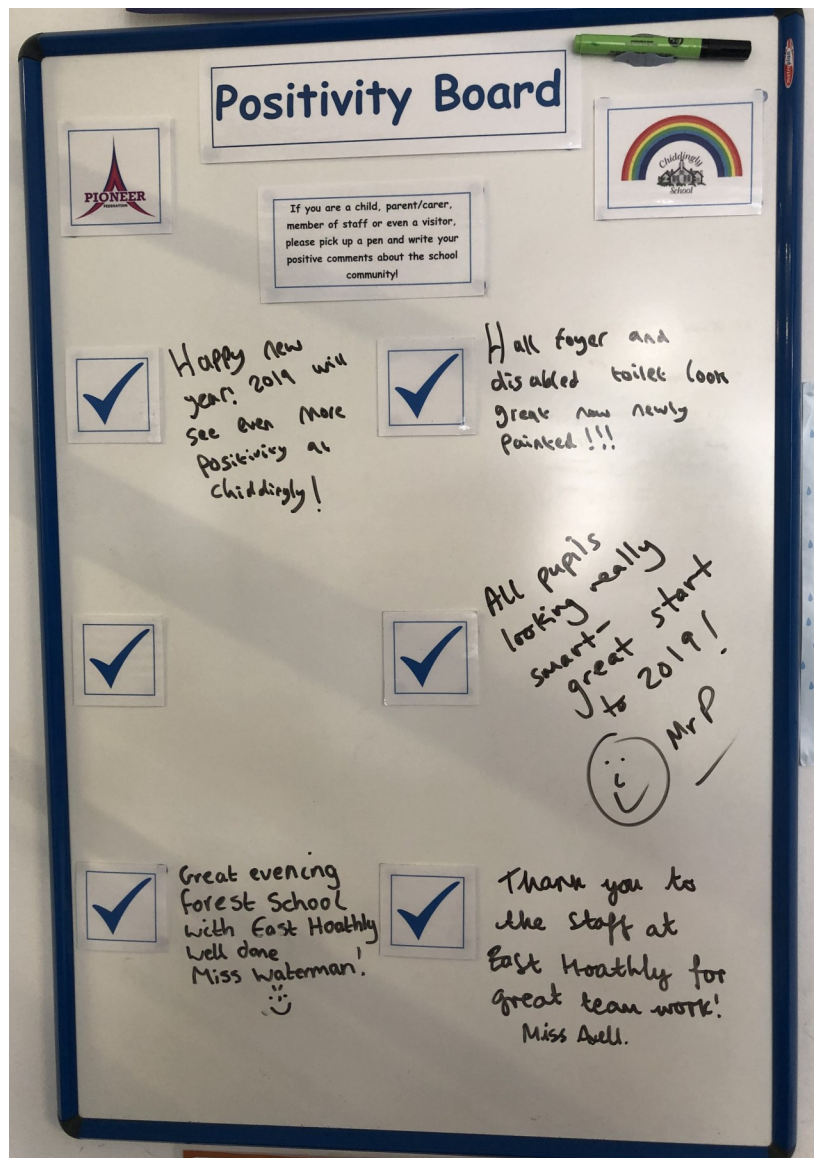 Positivity Board
PIONEER
FEDERATION
Chiddingly
School
If you are a child, parent/carer,
member of staff or even a visitor,
please pick up a pen and write your
positive comments about the school
community!
Happy new
year! 2019 will
see even more
positivity at
Chiddingly!
Hall foyer and
disabled toilet look
great now newly
painted!!!
All pupils
looking really
smart-
great start
to 2019!
Mr P
Great evening
Forest School
with East Hoathly
Well done
Miss Waterman!
Thank you to
the staff at
East Hoathly for
great team work!
Miss